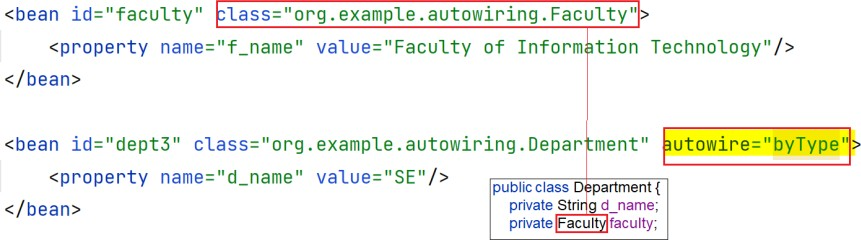 <bean id="faculty" class="org.example.autowiring.Faculty">
<property name="f_name" value="Faculty of Information Technology"/>
</bean>
<bean id="dept3" class="org.example.autowiring.Department" autowire="byType">
<property name="d_name" value="SE"/>
</bean>
public class Department {
private String d_name;
private Faculty faculty;